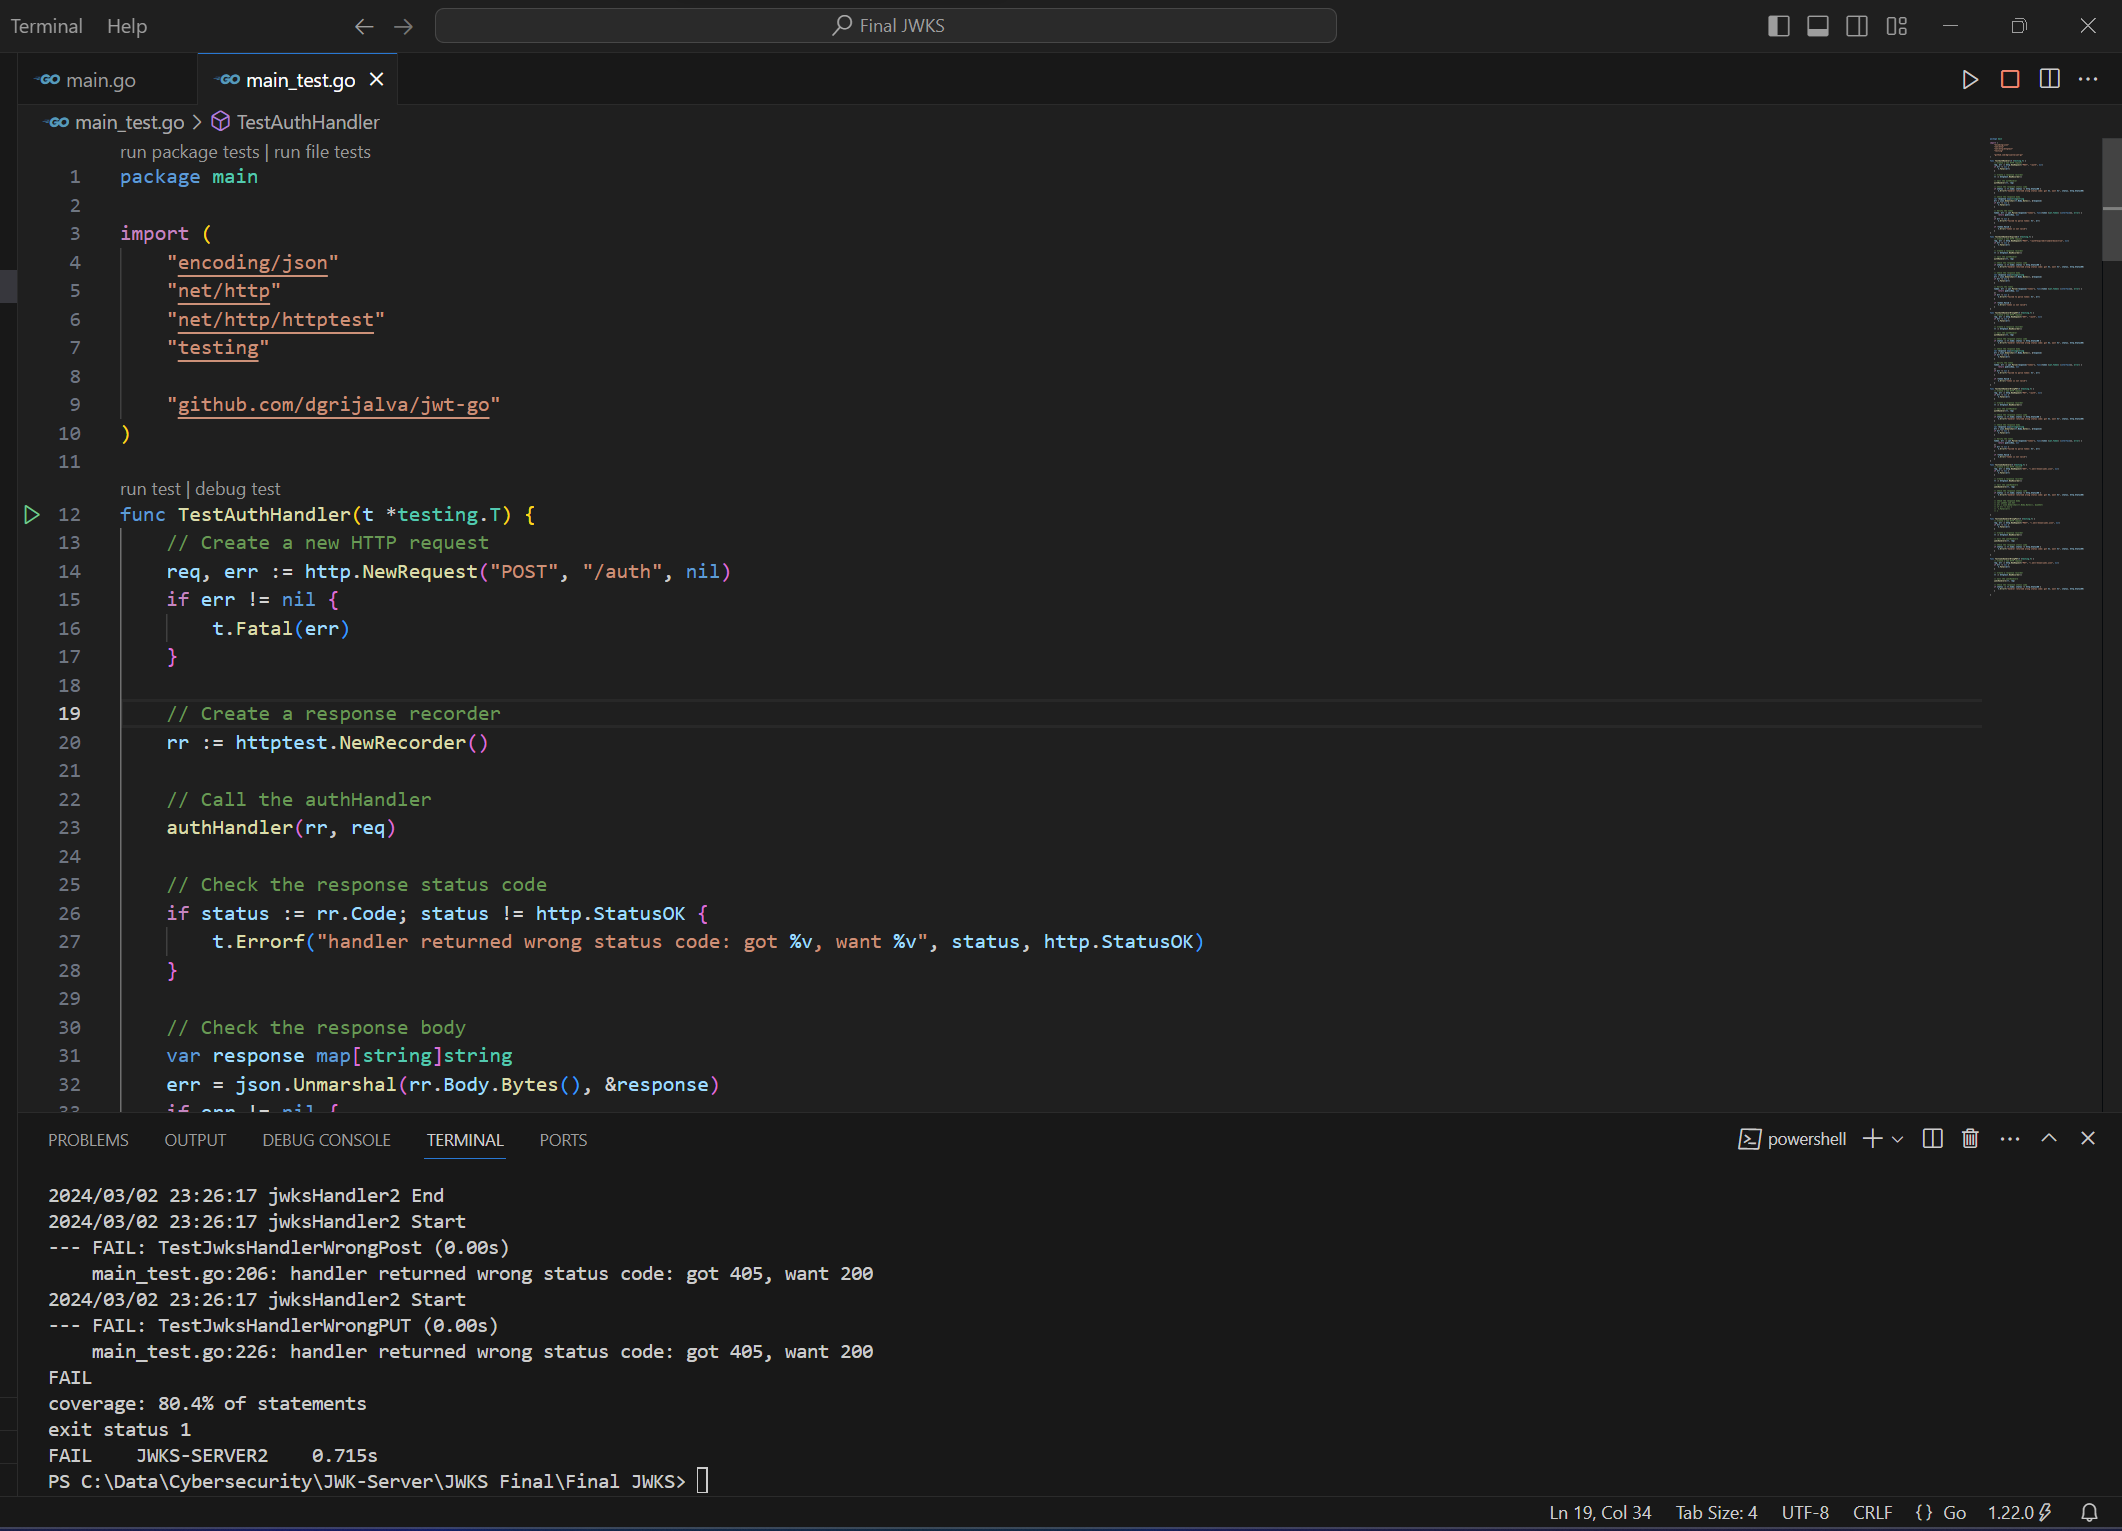 Terminal Help Final JWKS
main.go main_test.go
main_test.go > TestAuthHandler
run package tests | run file tests
1 package main
2
3 import (
4 "encoding/json"
5 "net/http"
6 "net/http/httptest"
7 "testing"
8
9 "github.com/dgrijalva/jwt-go"
10 )
11
run test | debug test
12 func TestAuthHandler(t *testing.T) {
13 // Create a new HTTP request
14 req, err := http.NewRequest("POST", "/auth", nil)
15 if err != nil {
16 t.Fatal(err)
17 }
18
19 // Create a response recorder
20 rr := httptest.NewRecorder()
21
22 // Call the authHandler
23 authHandler(rr, req)
24
25 // Check the response status code
26 if status := rr.Code; status != http.StatusOK {
27 t.Errorf("handler returned wrong status code: got %v, want %v", status, http.StatusOK)
28 }
29
30 // Check the response body
31 var response map[string]string
32 err = json.Unmarshal(rr.Body.Bytes(), &response)
33 if err != nil {
PROBLEMS OUTPUT DEBUG CONSOLE TERMINAL PORTS powershell
2024/03/02 23:26:17 jwksHandler2 End
2024/03/02 23:26:17 jwksHandler2 Start
--- FAIL: TestJwksHandlerWrongPost (0.00s)
main_test.go:206: handler returned wrong status code: got 405, want 200
2024/03/02 23:26:17 jwksHandler2 Start
--- FAIL: TestJwksHandlerWrongPUT (0.00s)
main_test.go:226: handler returned wrong status code: got 405, want 200
FAIL
coverage: 80.4% of statements
exit status 1
FAIL JWKS-SERVER2 0.715s
PS C:\Data\Cybersecurity\JWK-Server\JWKS Final\Final JWKS>
Ln 19, Col 34 Tab Size: 4 UTF-8 CRLF {} Go 1.22.0